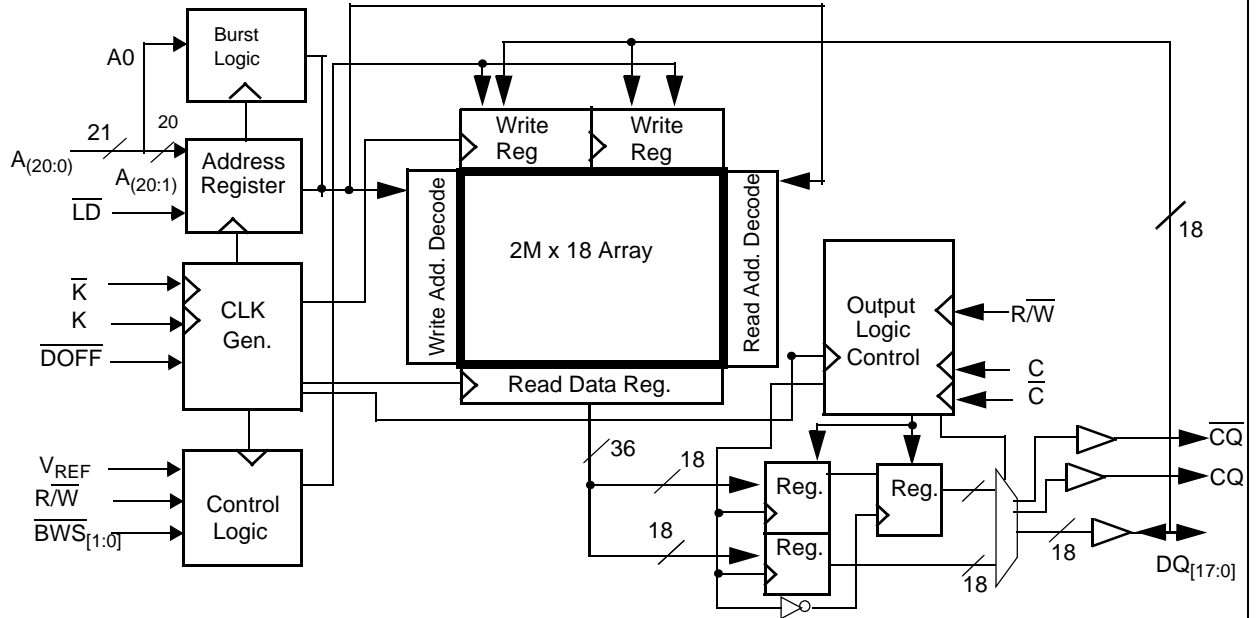 Burst
Logic
A0
21
20
A(20:0)
A(20:1)
Address
Register
LD
K
K
DOFF
CLK
Gen.
VREF
R/W
BWS[1:0]
Control
Logic
Write
Reg
Write
Reg
Write Add. Decode
2M x 18 Array
Read Add. Decode
Read Data Reg.
36
18
18
Output
Logic
Control
R/W
C
C
Reg.
Reg.
Reg.
18
18
18
CQ
CQ
DQ[17:0]